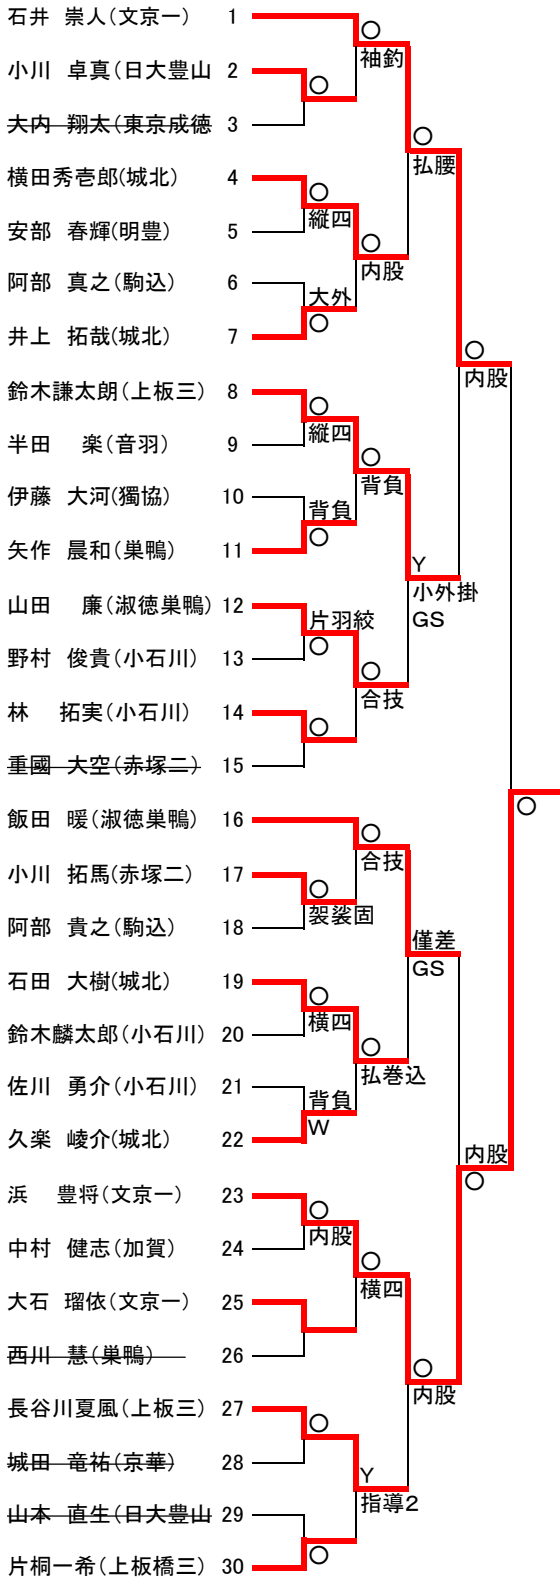 石井 崇人(文京一) 1
○
袖釣
小川 卓真(日大豊山 2
○
大内 翔太(東京成徳 3
○
払腰
横田秀壱郎(城北) 4
○
縦四
安部 春輝(明豊) 5
○
内股
阿部 真之(駒込) 6
大外
○
井上 拓哉(城北) 7
○
内股
鈴木謙太朗(上板三) 8
○
縦四
半田 楽(音羽) 9
○
背負
伊藤 大河(獨協) 10
背負
○
矢作 晨和(巣鴨) 11
Y
小外掛
GS
山田 廉(淑徳巣鴨) 12
片羽絞
○
野村 俊貴(小石川) 13
○
合技
林 拓実(小石川) 14
○
重國 大空(赤塚二) 15
○
飯田 暖(淑徳巣鴨) 16
○
合技
小川 拓馬(赤塚二) 17
○
袈裟固
阿部 貴之(駒込) 18
僅差
GS
石田 大樹(城北) 19
○
横四
鈴木麟太郎(小石川) 20
○
払巻込
佐川 勇介(小石川) 21
背負
W
久楽 崚介(城北) 22
内股
○
浜 豊将(文京一) 23
○
内股
中村 健志(加賀) 24
○
横四
大石 瑠依(文京一) 25
西川 慧(巣鴨) 26
○
内股
長谷川夏風(上板三) 27
○
城田 竜祐(京華) 28
Y
指導2
山本 直生(日大豊山 29
○
片桐一希(上板橋三) 30